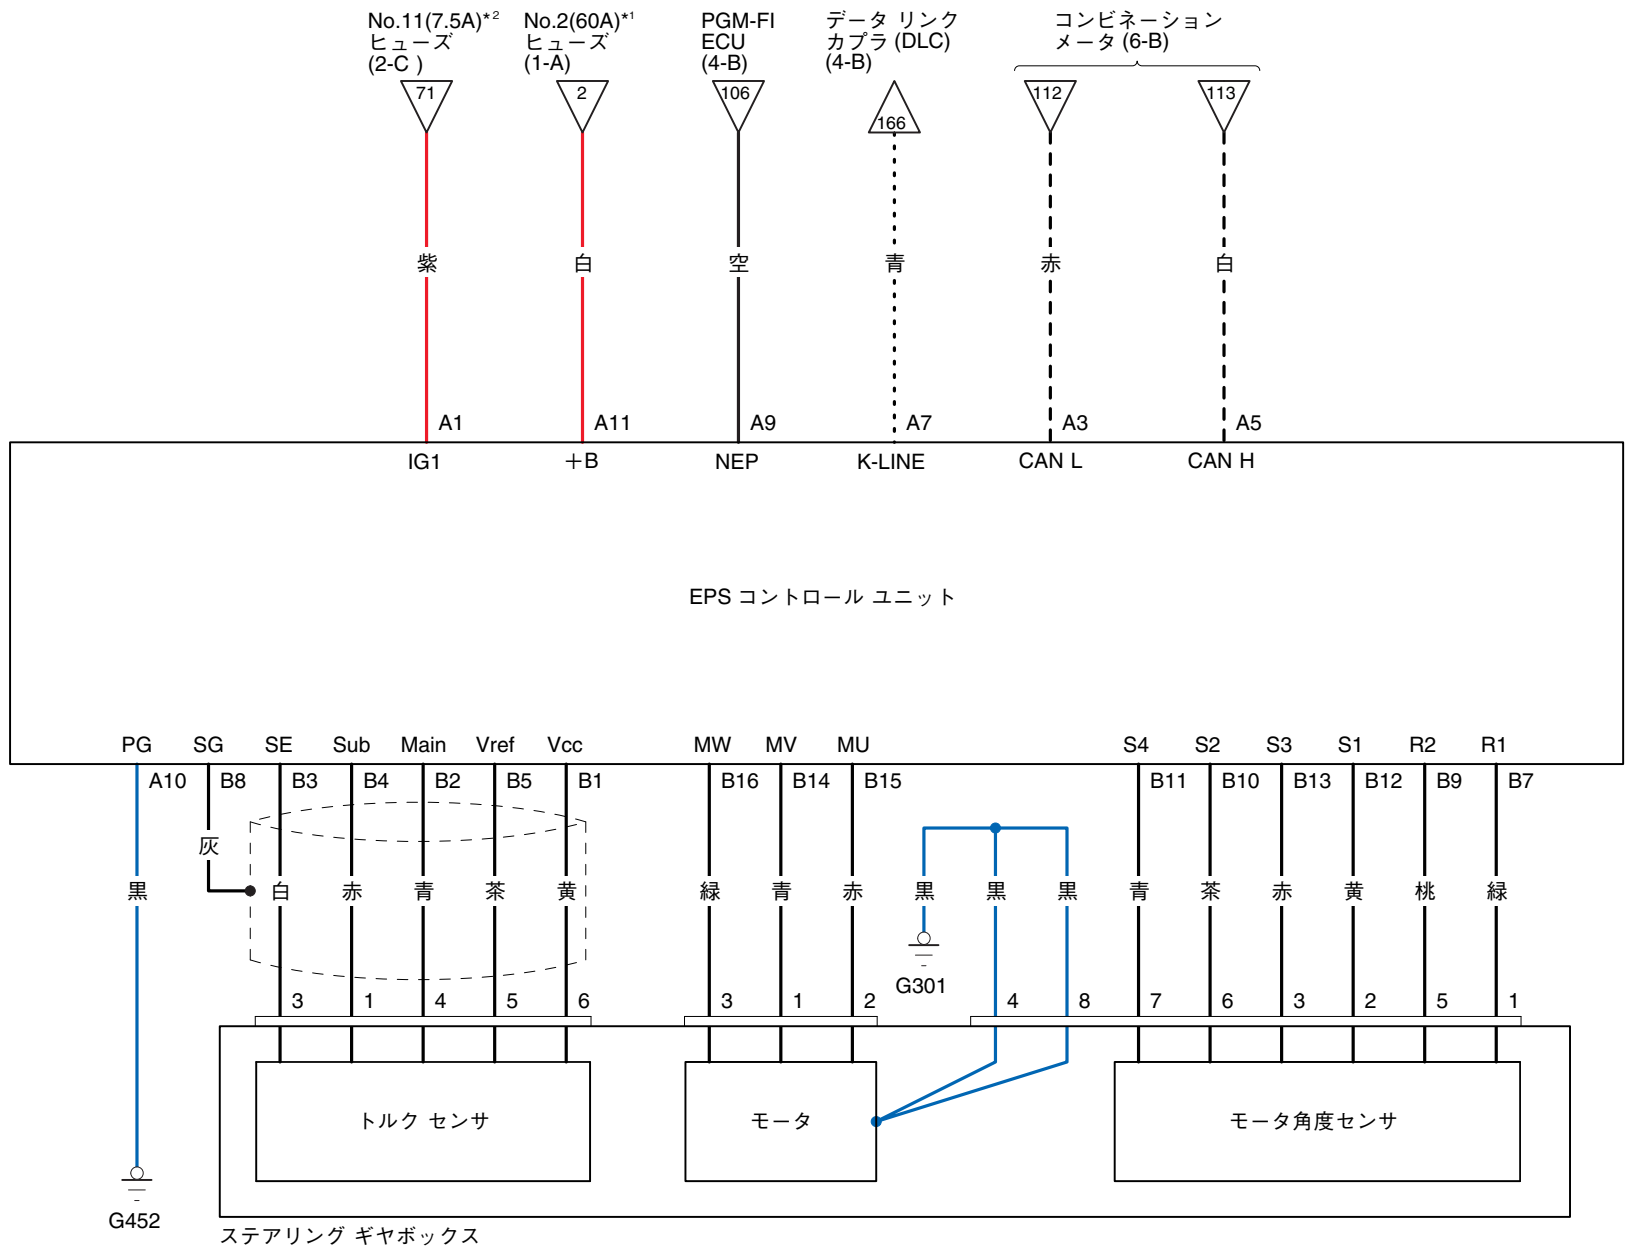 No.11(7.5A)*2
ヒューズ
(2-C )
No.2(60A)*1
ヒューズ
(1-A)
PGM-FI
ECU
(4-B)
データ リンク
カプラ (DLC)
(4-B)
コンビネーション
メータ (6-B)
71
2
106
166
112
113
紫
白
空
青
赤
白
A1
A11
A9
A7
A3
A5
IG1
+B
NEP
K-LINE
CAN L
CAN H
EPS コントロール ユニット
PG
SG
SE
Sub
Main
Vref
Vcc
MW
MV
MU
S4
S2
S3
S1
R2
R1
A10
B8
B3
B4
B2
B5
B1
B16
B14
B15
B11
B10
B13
B12
B9
B7
灰
黒
白
赤
青
茶
黄
緑
青
赤
黒
黒
黒
青
茶
赤
黄
桃
緑
G301
3
1
4
5
6
3
1
2
4
8
7
6
3
2
5
1
トルク センサ
モータ
モータ角度センサ
G452
ステアリング ギヤボックス